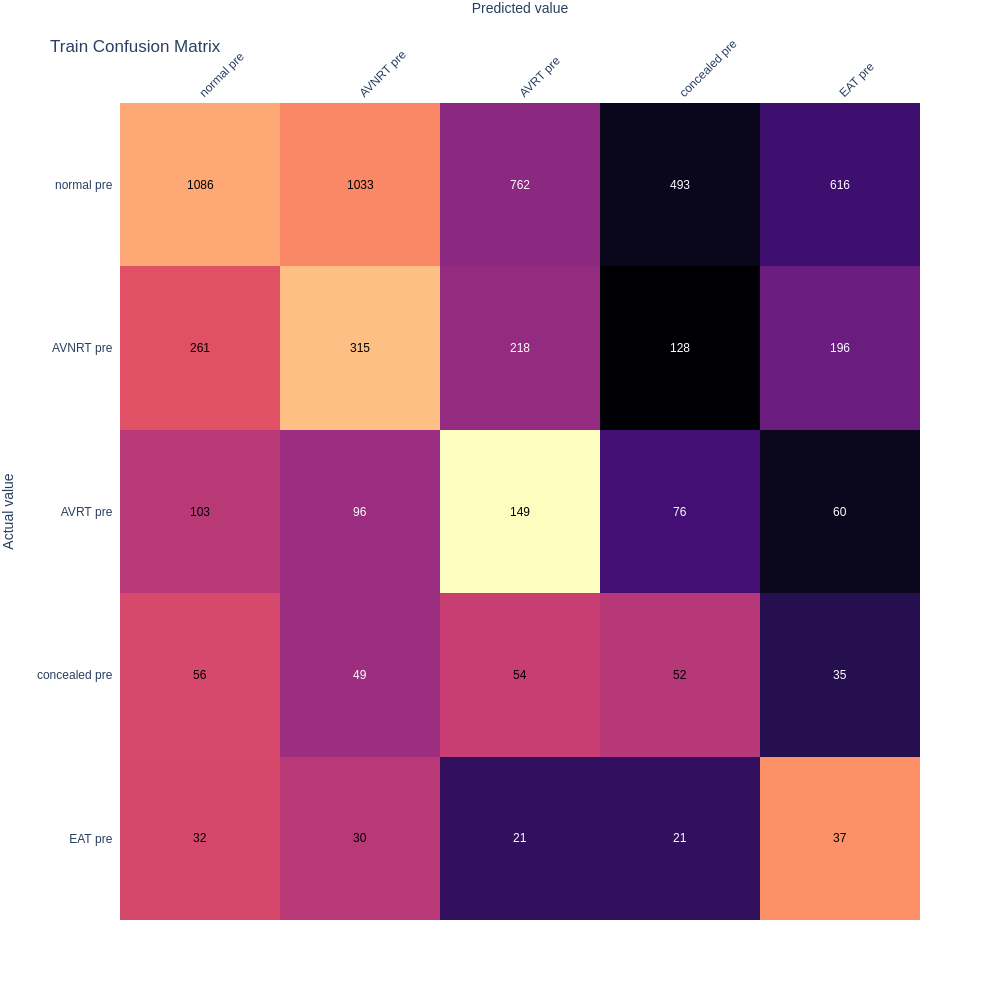 Predicted value
Train Confusion Matrix
normal pre AVNRT pre AVRT pre concealed pre EAT pre
normal pre 1086 1033 762 493 616
AVNRT pre 261 315 218 128 196
Actual value
AVRT pre 103 96 149 76 60
concealed pre 56 49 54 52 35
EAT pre 32 30 21 21 37